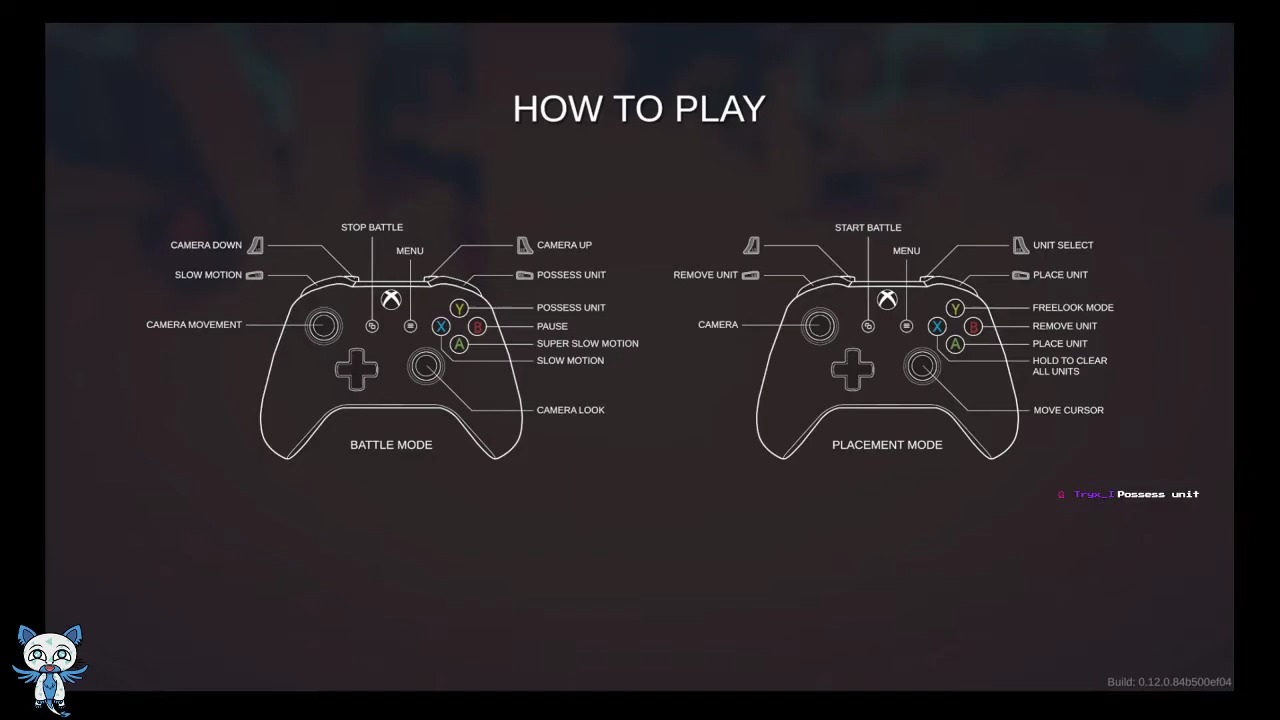 HOW TO PLAY
STOP BATTLE
CAMERA DOWN
MENU
CAMERA UP
SLOW MOTION
POSSESS UNIT
POSSESS UNIT
CAMERA MOVEMENT
Y
X
B
A
PAUSE
SUPER SLOW MOTION
SLOW MOTION
CAMERA LOOK
BATTLE MODE
START BATTLE
MENU
UNIT SELECT
REMOVE UNIT
PLACE UNIT
FREELOOK MODE
CAMERA
Y
X
B
A
REMOVE UNIT
PLACE UNIT
HOLD TO CLEAR
ALL UNITS
MOVE CURSOR
PLACEMENT MODE
Tryx_I Possess unit
Build: 0.12.0.84b500ef04